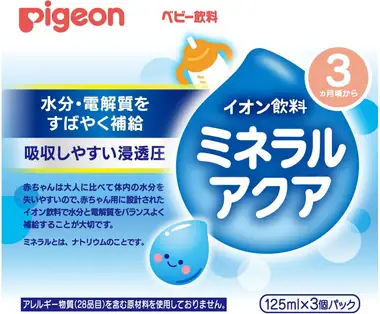 Pigeon
ベビー飲料
3
ヵ月頃から
水分・電解質を
すばやく補給
吸収しやすい浸透圧
イオン飲料
ミネラル
アクア
赤ちゃんは大人に比べて体内の水分を
失いやすいので、赤ちゃん用に設計された
イオン飲料で水分と電解質をバランスよく
補給することが大切です。
ミネラルとは、ナトリウムのことです。
アレルギー物質(28品目)を含む原材料を使用しておりません。
125ml×3個パック